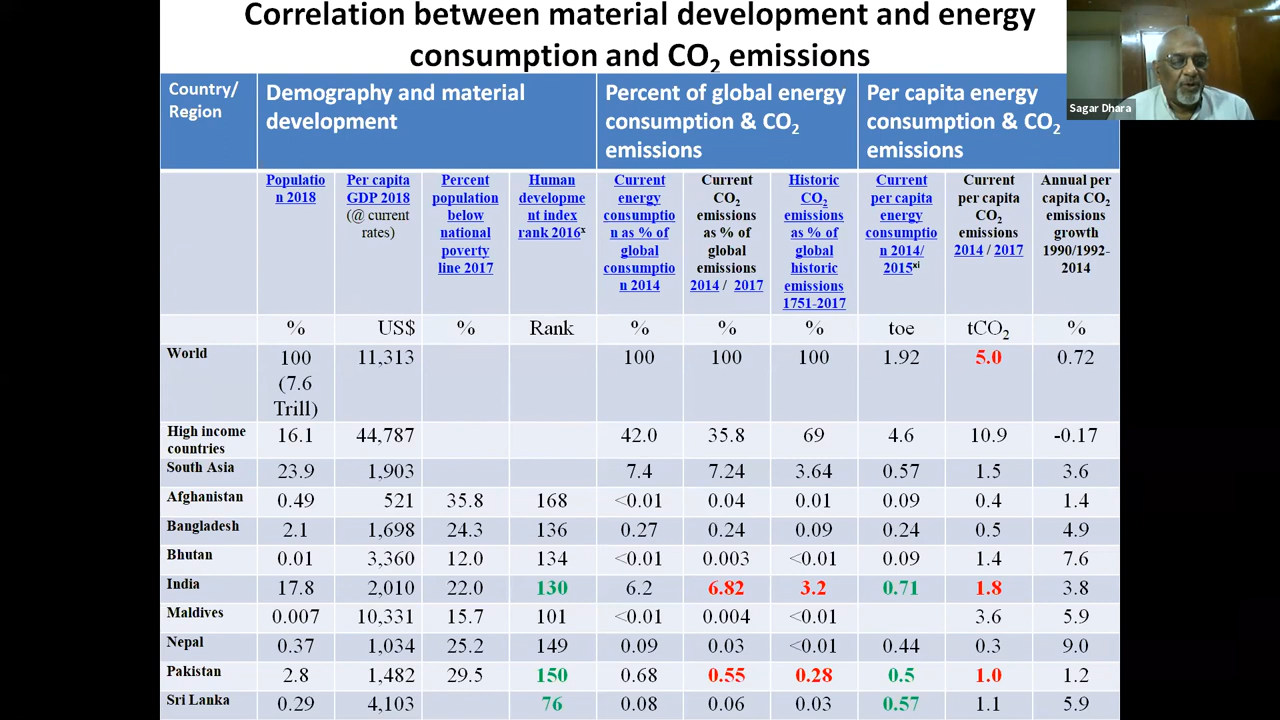 Correlation between material development and energy
consumption and CO₂ emissions
Sagar Dhara
Country/
Region
Demography and material
development
Percent of global energy
consumption & CO₂
emissions
Per capita energy
consumption & CO₂
emissions
Populatio
n 2018
Per capita
GDP 2018
(@ current
rates)
Percent
population
below
national
poverty
line 2017
Human
developme
nt index
rank 2016ˣ
Current
energy
consumptio
n as % of
global
consumptio
n 2014
Current
CO₂
emissions
as % of
global
emissions
2014 / 2017
Historic
CO₂
emissions
as % of
global
historic
emissions
1751-2017
Current
per capita
energy
consumptio
n 2014/
2015ˣⁱ
Current
per capita
CO₂
emissions
2014 / 2017
Annual per
capita CO₂
emissions
growth
1990/1992-
2014
% US$ % Rank % % % toe tCO₂ %
World 100 11,313 100 100 100 1.92 5.0 0.72
(7.6
Trill)
High income
countries 16.1 44,787 42.0 35.8 69 4.6 10.9 -0.17
South Asia 23.9 1,903 7.4 7.24 3.64 0.57 1.5 3.6
Afghanistan 0.49 521 35.8 168 <0.01 0.04 0.01 0.09 0.4 1.4
Bangladesh 2.1 1,698 24.3 136 0.27 0.24 0.09 0.24 0.5 4.9
Bhutan 0.01 3,360 12.0 134 <0.01 0.003 <0.01 0.09 1.4 7.6
India 17.8 2,010 22.0 130 6.2 6.82 3.2 0.71 1.8 3.8
Maldives 0.007 10,331 15.7 101 <0.01 0.004 <0.01 3.6 5.9
Nepal 0.37 1,034 25.2 149 0.09 0.03 <0.01 0.44 0.3 9.0
Pakistan 2.8 1,482 29.5 150 0.68 0.55 0.28 0.5 1.0 1.2
Sri Lanka 0.29 4,103 76 0.08 0.06 0.03 0.57 1.1 5.9